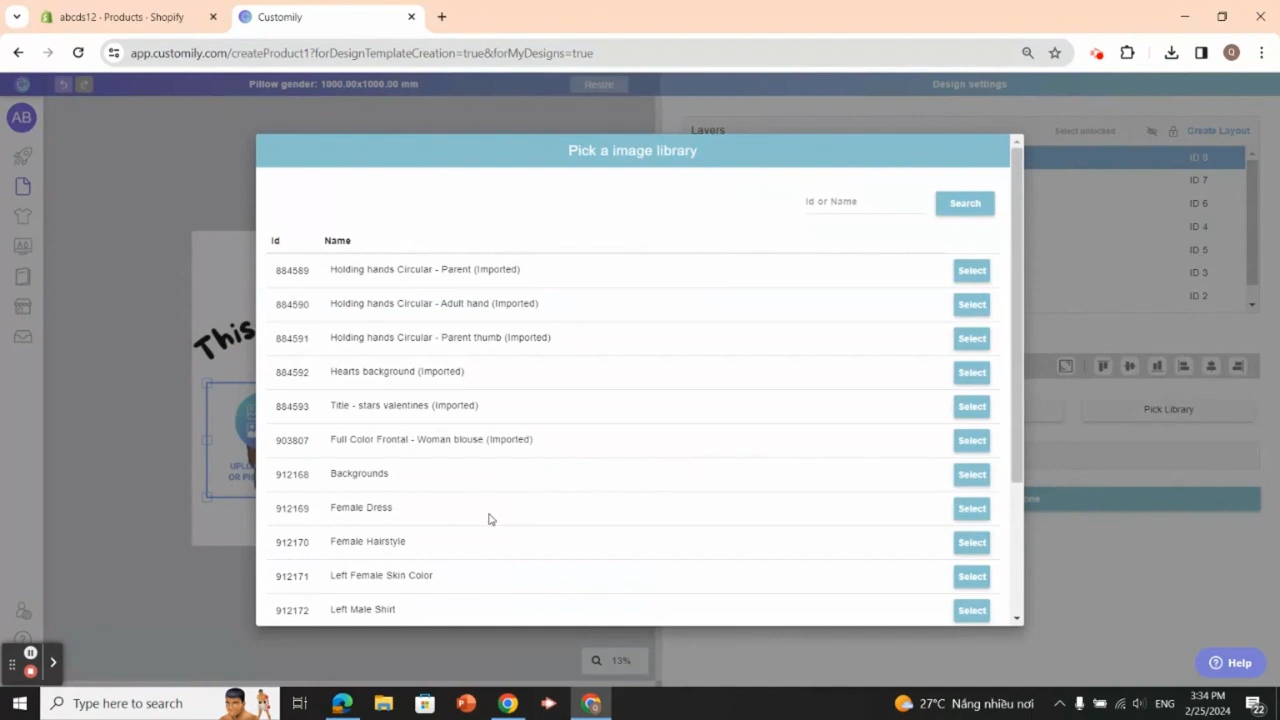 abcds12 - Products · Shopify
Customily
app.customily.com/createProduct1?forDesignTemplateCreation=true&forMyDesigns=true
Q
Pillow gender: 1000.00x1000.00 mm
Resize
Design settings
AB
Layers
Select unlocked
Create Layout
Pick a image library
Id or Name
Search
Id Name
884589 Holding hands Circular - Parent (Imported) Select
884590 Holding hands Circular - Adult hand (Imported) Select
884591 Holding hands Circular - Parent thumb (Imported) Select
884592 Hearts background (Imported) Select
884593 Title - stars valentines (Imported) Select
903807 Full Color Frontal - Woman blouse (Imported) Select
912168 Backgrounds Select
912169 Female Dress Select
912170 Female Hairstyle Select
912171 Left Female Skin Color Select
912172 Left Male Shirt Select
ID 9
ID 7
ID 6
ID 4
ID 5
ID 3
ID 2
Pick Library
This
13%
Help
Type here to search
27°C Nắng nhiều nơi
ENG
3:34 PM
2/25/2024
22